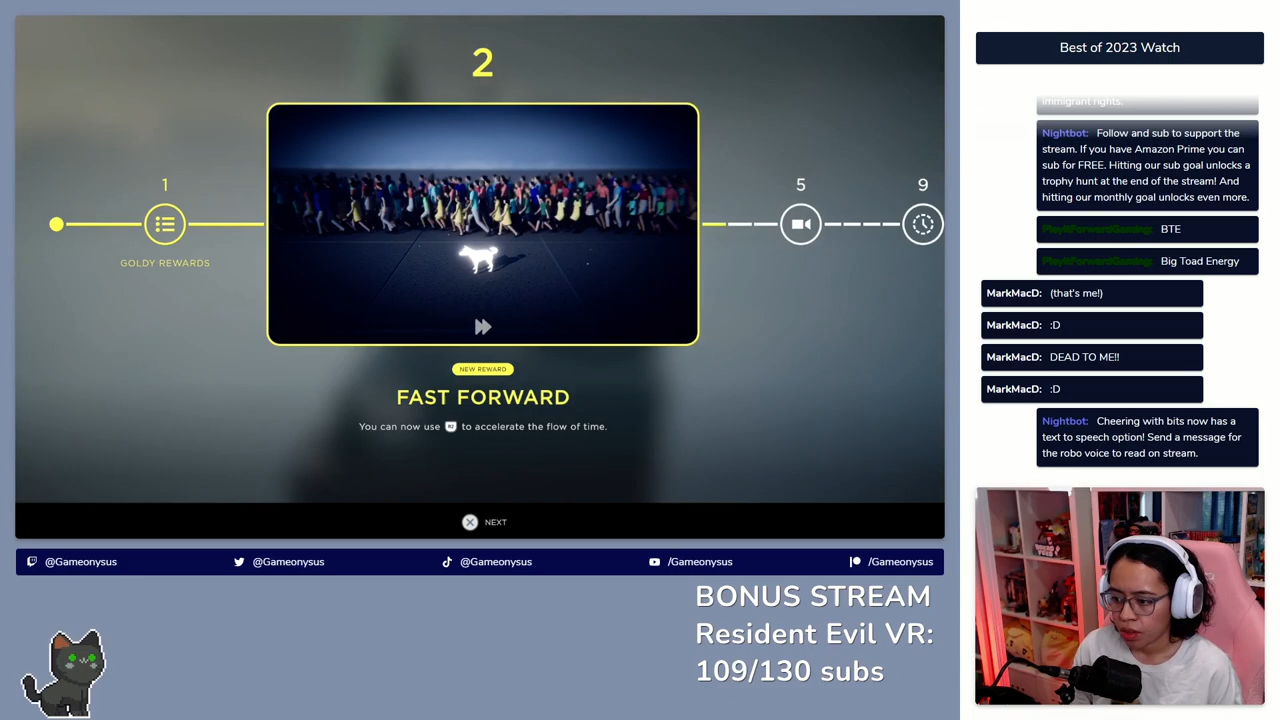 2
1
5
9
GOLDY REWARDS
NEW REWARD
FAST FORWARD
You can now use R2 to accelerate the flow of time.
NEXT
@Gameonysus
@Gameonysus
@Gameonysus
/Gameonysus
/Gameonysus
BONUS STREAM
Resident Evil VR:
109/130 subs
Best of 2023 Watch
immigrant rights.
Nightbot: Follow and sub to support the
stream. If you have Amazon Prime you can
sub for FREE. Hitting our sub goal unlocks a
trophy hunt at the end of the stream! And
hitting our monthly goal unlocks even more.
PlayItForwardGaming: BTE
PlayItForwardGaming: Big Toad Energy
MarkMacD: (that's me!)
MarkMacD: :D
MarkMacD: DEAD TO ME!!
MarkMacD: :D
Nightbot: Cheering with bits now has a
text to speech option! Send a message for
the robo voice to read on stream.